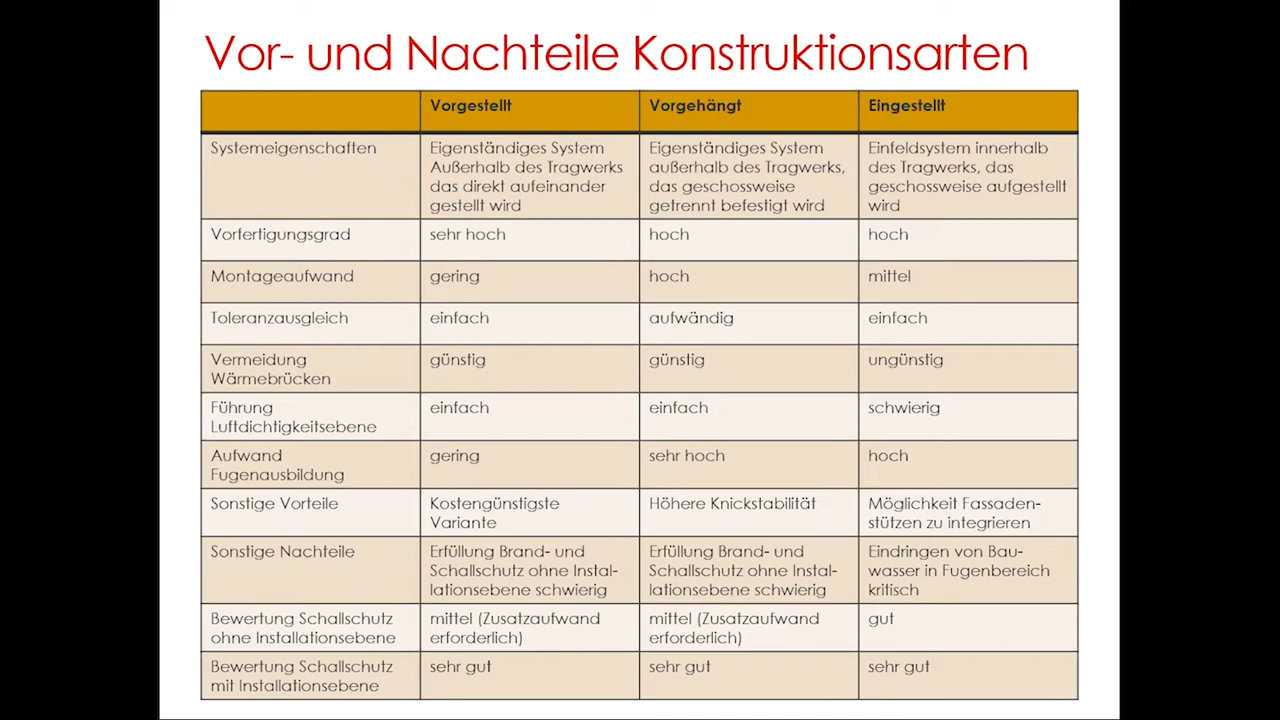 Vor- und Nachteile Konstruktionsarten
Vorgestellt Vorgehängt Eingestellt
Systemeigenschaften
Eigenständiges System
Außerhalb des Tragwerks
das direkt aufeinander
gestellt wird
Eigenständiges System
außerhalb des Tragwerks,
das geschossweise
getrennt befestigt wird
Einfeldsystem innerhalb
des Tragwerks, das
geschossweise aufgestellt
wird
Vorfertigungsgrad sehr hoch hoch hoch
Montageaufwand gering hoch mittel
Toleranzausgleich einfach aufwändig einfach
Vermeidung
Wärmebrücken
günstig
günstig
ungünstig
Führung
Luftdichtigkeitsebene
einfach
einfach
schwierig
Aufwand
Fugenausbildung
gering
sehr hoch
hoch
Sonstige Vorteile
Kostengünstigste
Variante
Höhere Knickstabilität
Möglichkeit Fassaden-
stützen zu integrieren
Sonstige Nachteile
Erfüllung Brand- und
Schallschutz ohne Instal-
lationsebene schwierig
Erfüllung Brand- und
Schallschutz ohne Instal-
lationsebene schwierig
Eindringen von Bau-
wasser in Fugenbereich
kritisch
Bewertung Schallschutz
ohne Installationsebene
mittel (Zusatzaufwand
erforderlich)
mittel (Zusatzaufwand
erforderlich)
gut
Bewertung Schallschutz
mit Installationsebene
sehr gut
sehr gut
sehr gut